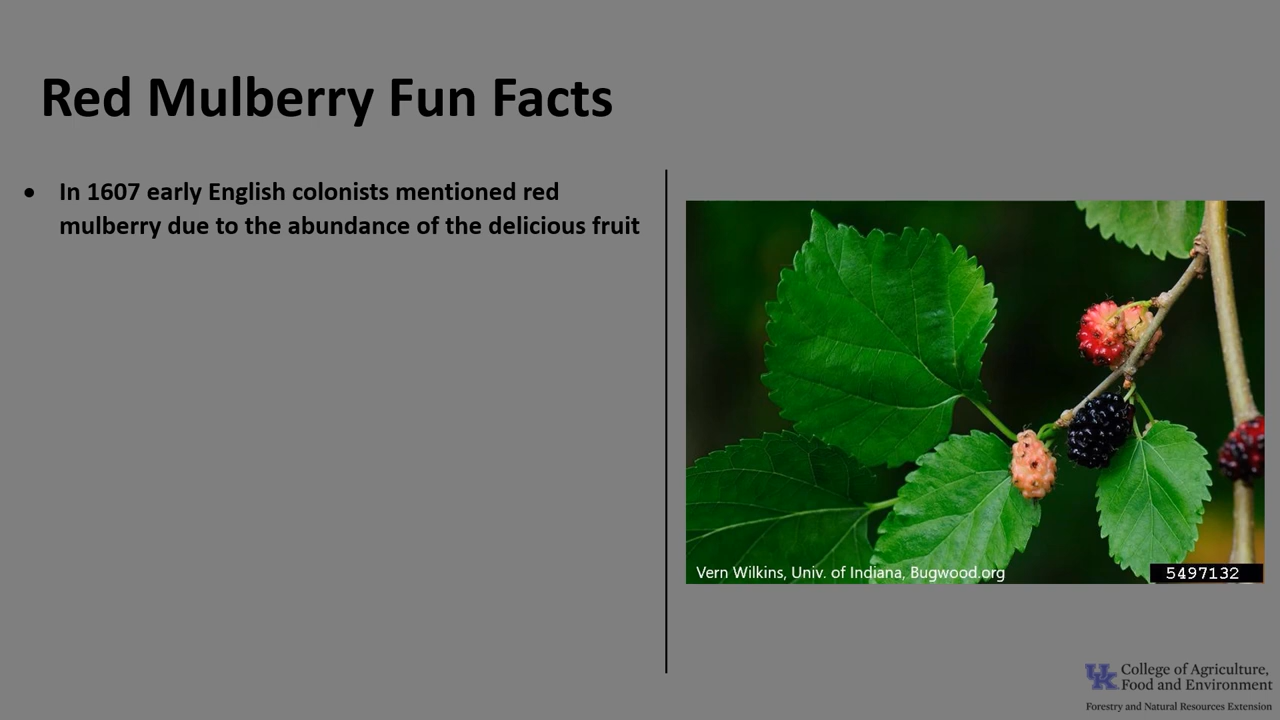 Red Mulberry Fun Facts
• In 1607 early English colonists mentioned red
mulberry due to the abundance of the delicious fruit
Vern Wilkins, Univ. of Indiana, Bugwood.org
5497132
UK College of Agriculture,
Food and Environment
Forestry and Natural Resources Extension